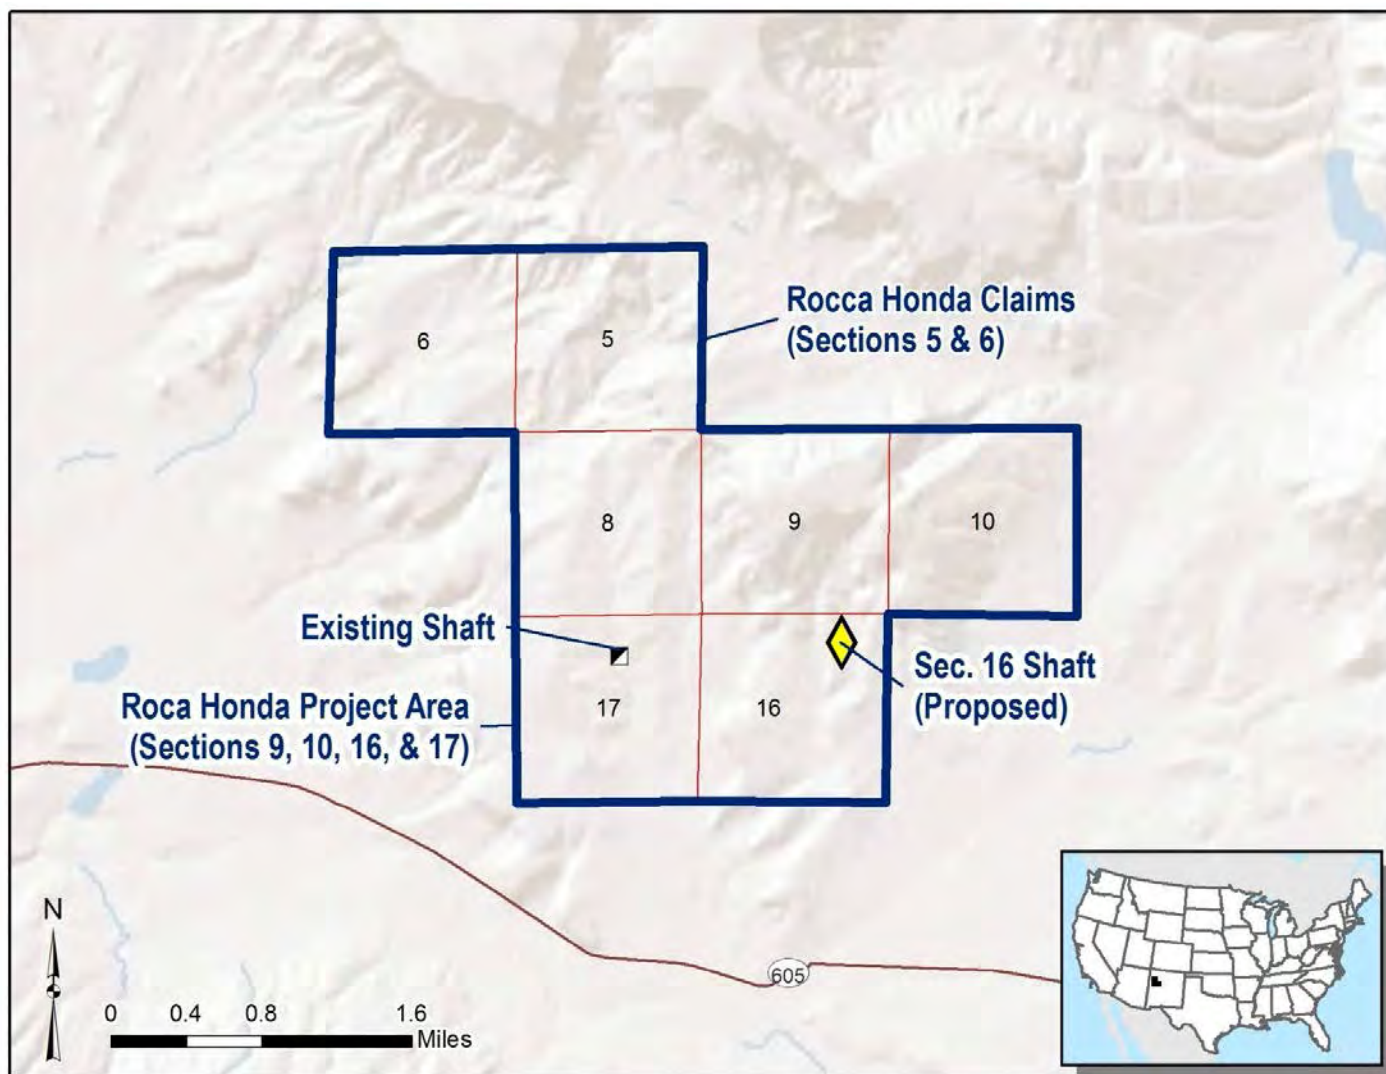 Rocca Honda Claims
(Sections 5 & 6)
6
5
8
9
10
Existing Shaft
Sec. 16 Shaft
(Proposed)
Roca Honda Project Area
(Sections 9, 10, 16, & 17)
17
16
605
N
0 0.4 0.8 1.6
Miles